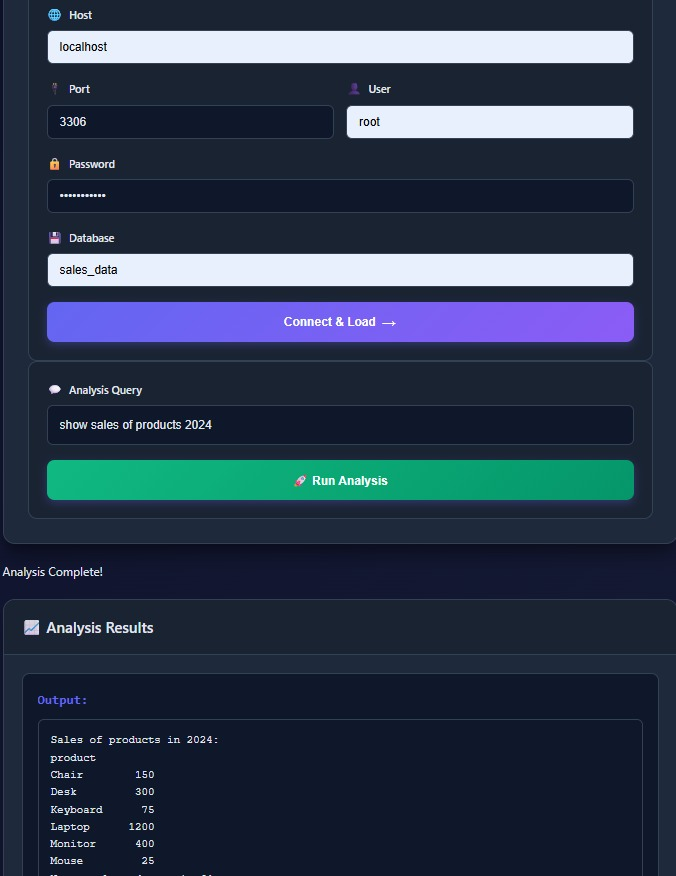 Host
localhost
Port
User
3306
root
Password
•••••••••••
Database
sales_data
Connect & Load →
Analysis Query
show sales of products 2024
Run Analysis
Analysis Complete!
Analysis Results
Output:
Sales of products in 2024:
product
Chair 150
Desk 300
Keyboard 75
Laptop 1200
Monitor 400
Mouse 25